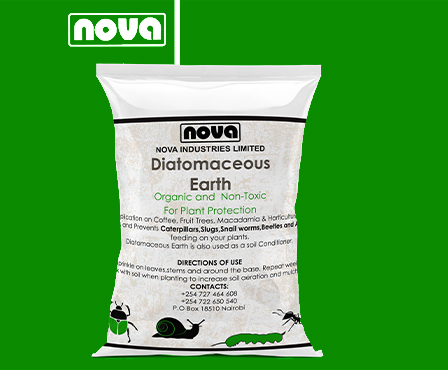 nova
nova
NOVA INDUSTRIES LIMITED
Diatomaceous
Earth
Organic and Non-Toxic
For Plant Protection
on Coffee, Fruit Trees, Macadamia &
and Prevents Caterpillars,Slugs,Snail worms,Beetles and
feeding on your plants.
Diatomaceous Earth is also used as a soil Conditioner
DIRECTIONS OF USE
on leaves,stems and around the base. Repeat
with soil when planting to increase soil aeration and
CONTACTS:
+254 727 464 608
+254 722 650 540
P.O Box 18510 Nairobi